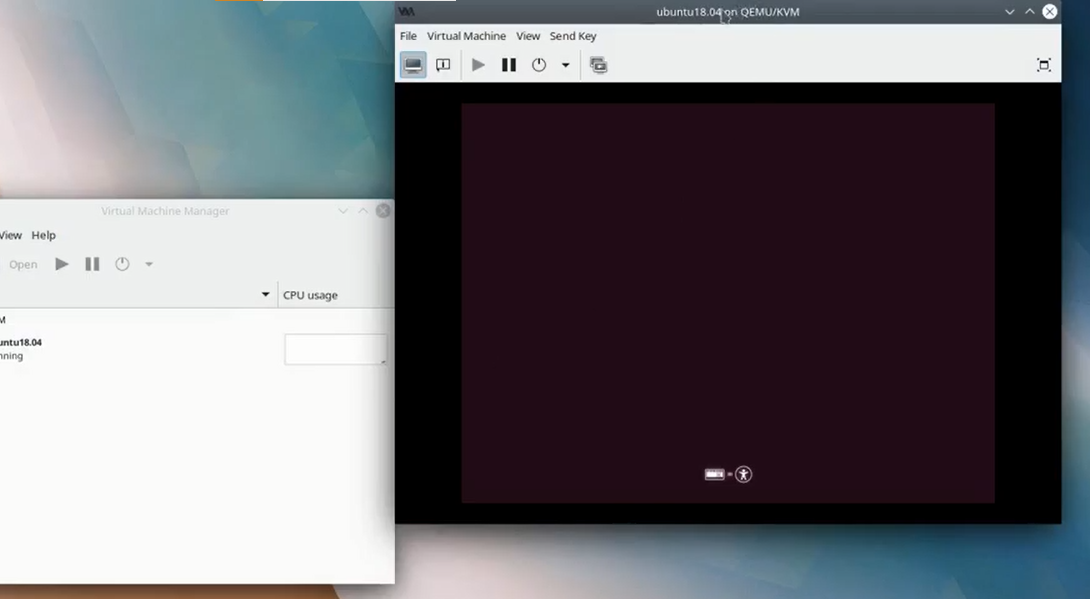 ubuntu18.04 on QEMU/KVM
File Virtual Machine View Send Key
Virtual Machine Manager
View Help
Open
CPU usage
M
untu18.04
nning